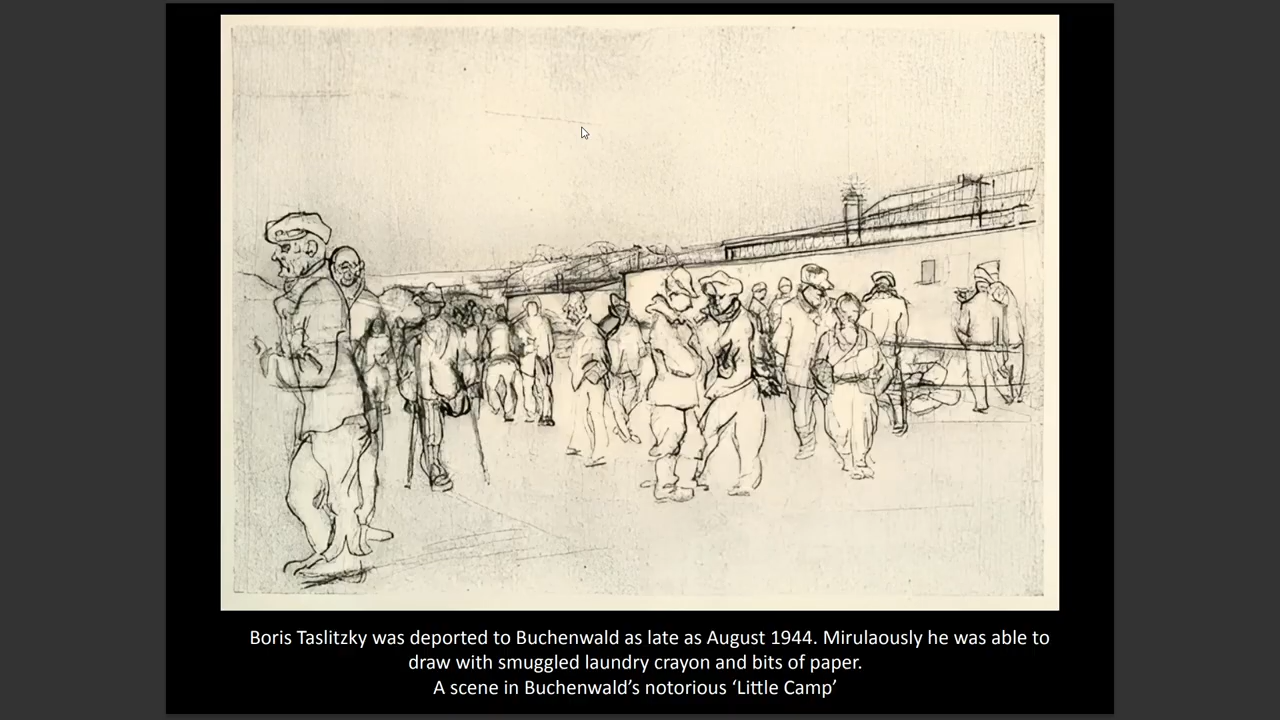 Boris Taslitzky was deported to Buchenwald as late as August 1944. Mirulaously he was able to
draw with smuggled laundry crayon and bits of paper.
A scene in Buchenwald’s notorious ‘Little Camp’